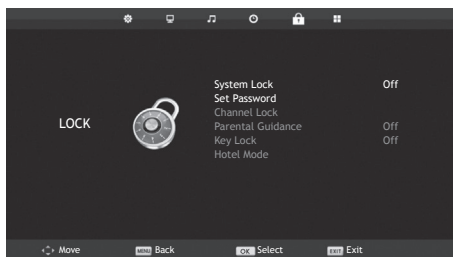 LOCK
System Lock Off
Set Password
Channel Lock
Parental Guidance Off
Key Lock Off
Hotel Mode
Move MENU Back OK Select EXIT Exit